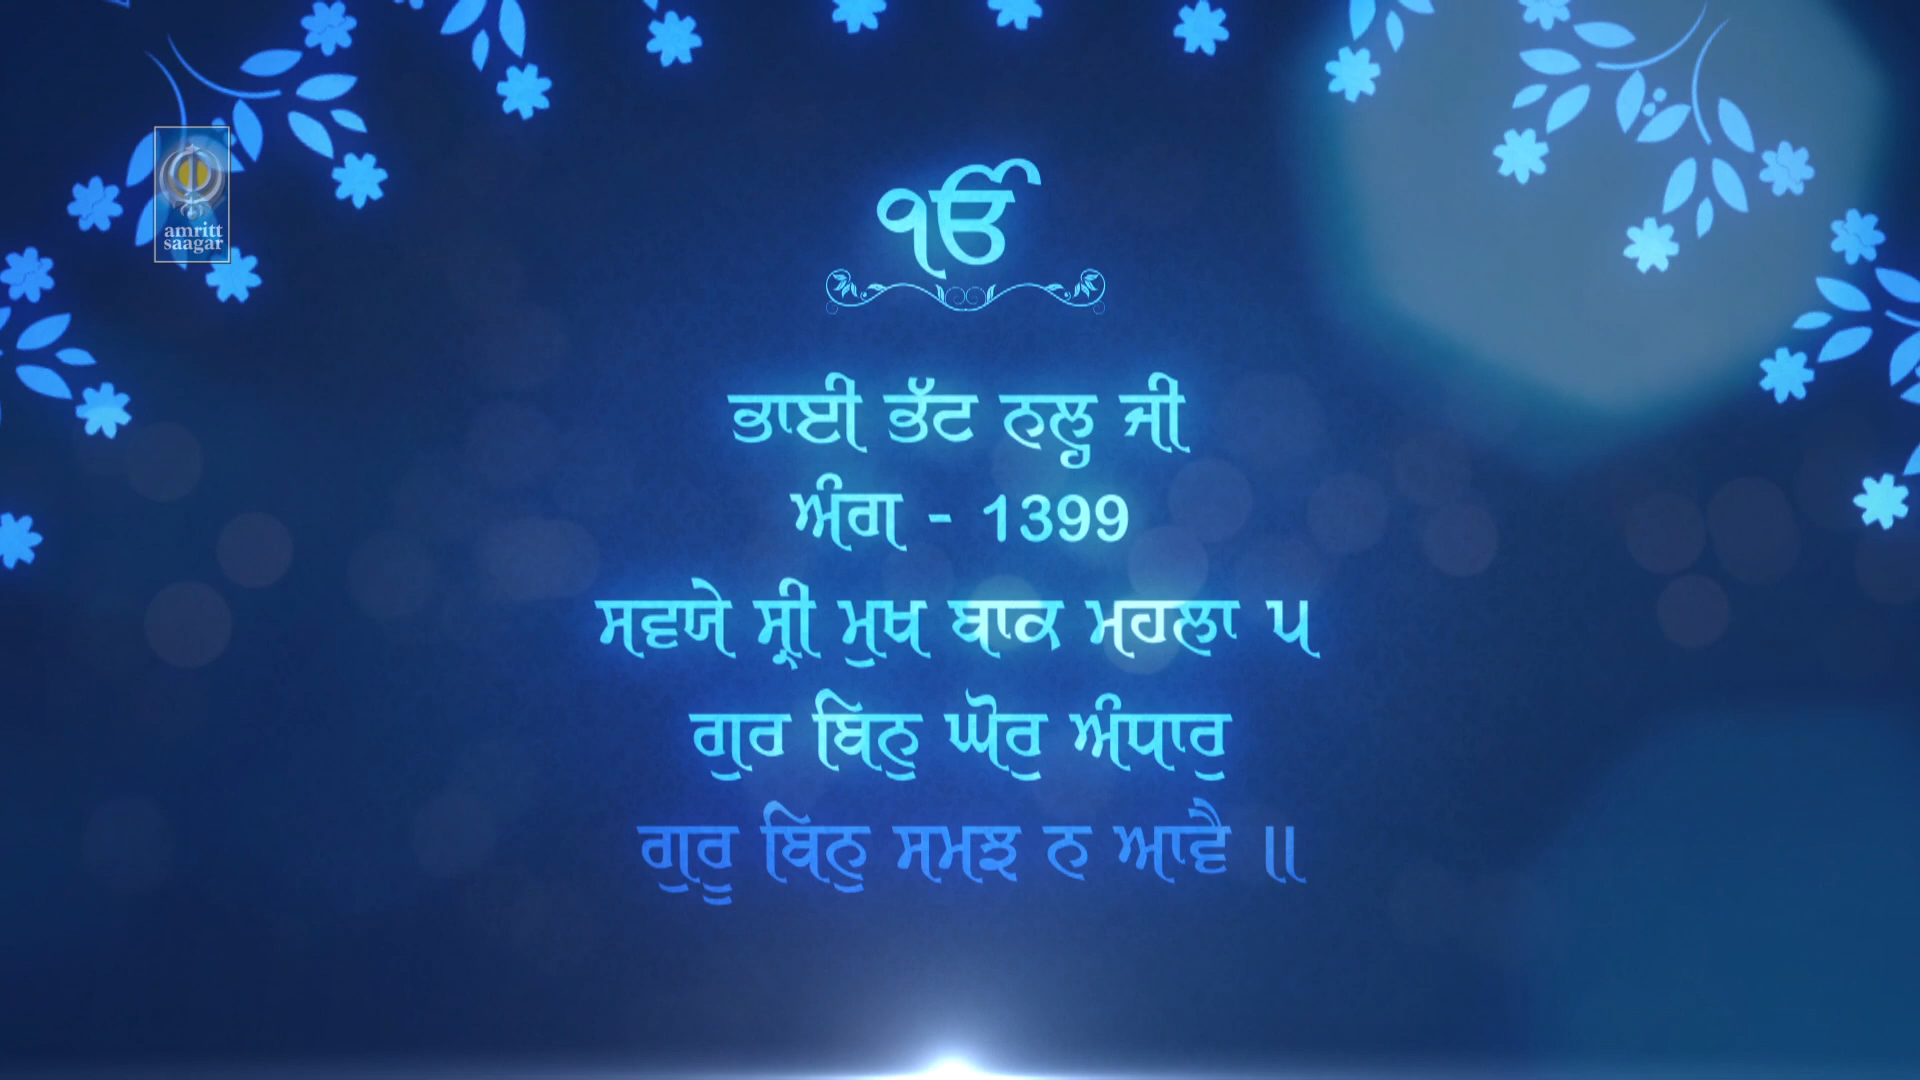 amritt
saagar
ੴ
ਭਾਈ ਭੱਟ ਨਲ੍ਹ ਜੀ
ਅੰਗ - 1399
ਸਵਯੇ ਸ੍ਰੀ ਮੁਖ ਬਾਕ ਮਹਲਾ ੫
ਗੁਰ ਬਿਨੁ ਘੋਰੁ ਅੰਧਾਰੁ
ਗੁਰੂ ਬਿਨੁ ਸਮਝ ਨ ਆਵੈ ॥